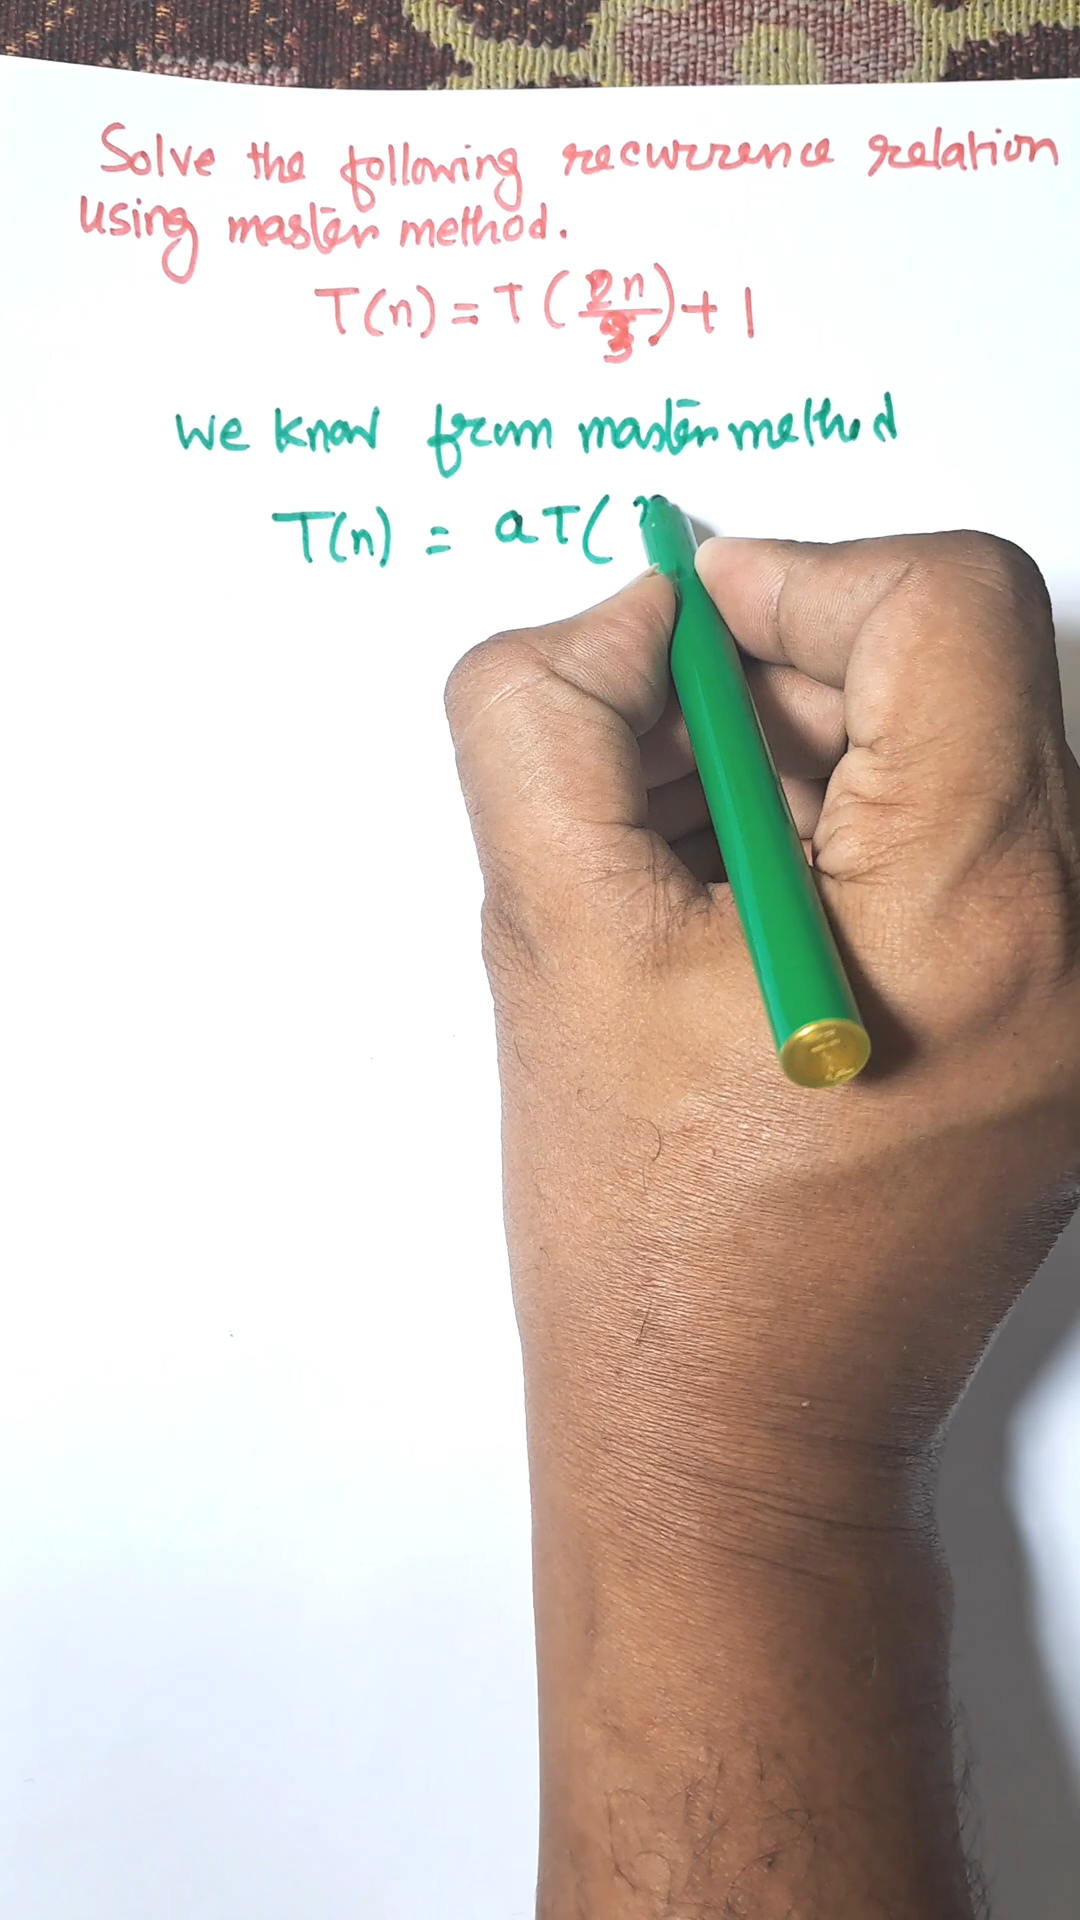 Solve the following recurrence relation
using master method.
T(n) = T(2n/3) + 1
We know from master method
T(n) = aT( n